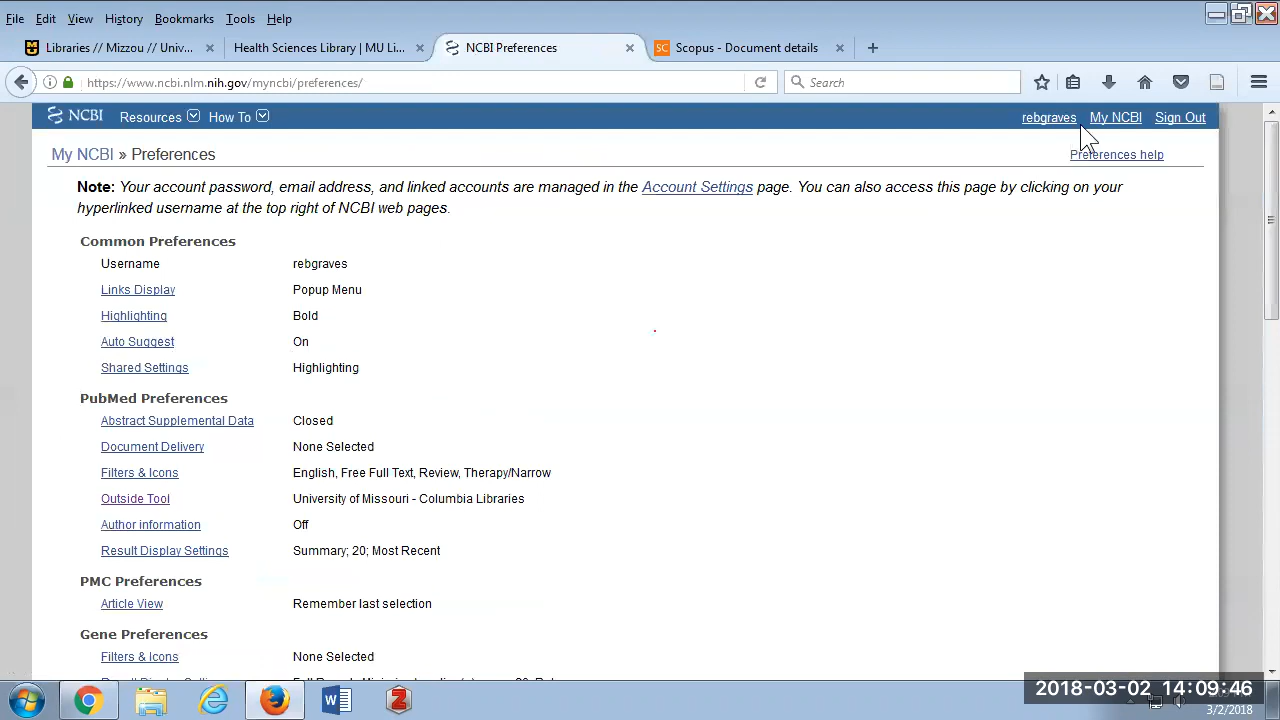 File Edit View History Bookmarks Tools Help
Libraries // Mizzou // Univ... × Health Sciences Library | MU Li... × NCBI Preferences × SC Scopus - Document details × +
https://www.ncbi.nlm.nih.gov/myncbi/preferences/ Search
NCBI Resources How To rebgraves My NCBI Sign Out
My NCBI » Preferences Preferences help
Note: Your account password, email address, and linked accounts are managed in the Account Settings page. You can also access this page by clicking on your
hyperlinked username at the top right of NCBI web pages.
Common Preferences
Username rebgraves
Links Display Popup Menu
Highlighting Bold
Auto Suggest On
Shared Settings Highlighting
PubMed Preferences
Abstract Supplemental Data Closed
Document Delivery None Selected
Filters & Icons English, Free Full Text, Review, Therapy/Narrow
Outside Tool University of Missouri - Columbia Libraries
Author information Off
Result Display Settings Summary; 20; Most Recent
PMC Preferences
Article View Remember last selection
Gene Preferences
Filters & Icons None Selected
2018-03-02 14:09:46
3/2/2018